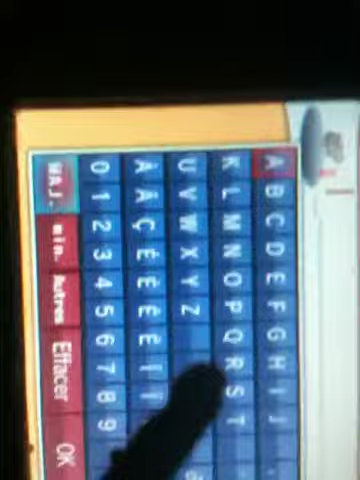 A B C D E F G H I J
K L M N O P Q R S T
U V W X Y Z
0 1 2 3 4 5 6 7 8 9
MAJ. min. Autres Effacer OK